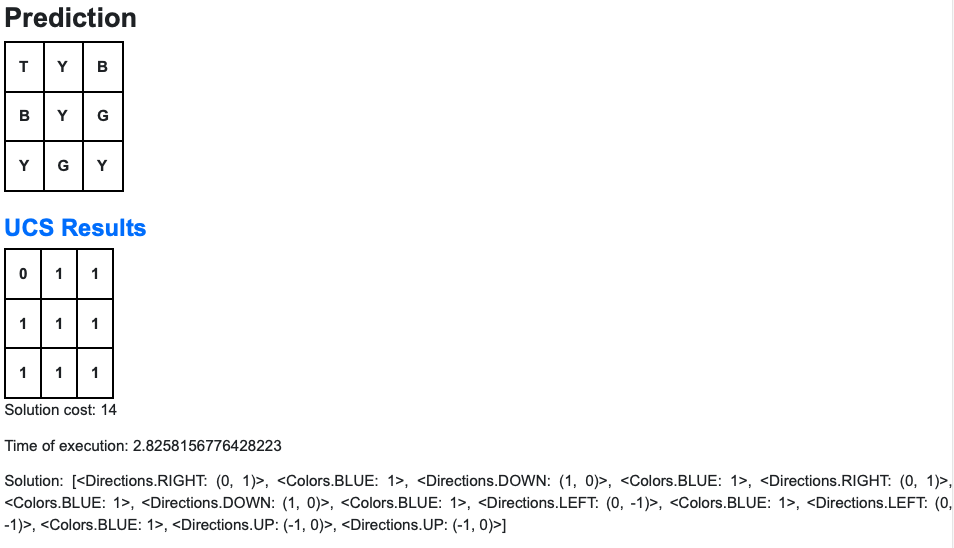 Prediction
T Y B
B Y G
Y G Y
UCS Results
0 1 1
1 1 1
1 1 1
Solution cost: 14
Time of execution: 2.8258156776428223
Solution: [<Directions.RIGHT: (0, 1)>, <Colors.BLUE: 1>, <Directions.DOWN: (1, 0)>, <Colors.BLUE: 1>, <Directions.RIGHT: (0, 1)>,
<Colors.BLUE: 1>, <Directions.DOWN: (1, 0)>, <Colors.BLUE: 1>, <Directions.LEFT: (0, -1)>, <Colors.BLUE: 1>, <Directions.LEFT: (0,
-1)>, <Colors.BLUE: 1>, <Directions.UP: (-1, 0)>, <Directions.UP: (-1, 0)>]